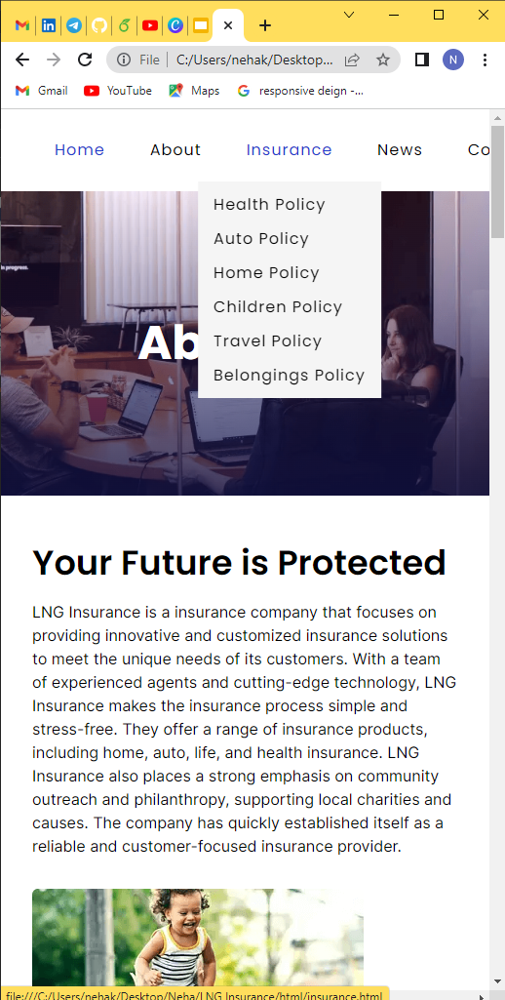 File C:/Users/nehak/Desktop... N
Gmail YouTube Maps responsive deign -...
Home About Insurance News Co
Health Policy
Auto Policy
Home Policy
Children Policy
Travel Policy
Belongings Policy
Ab
Your Future is Protected
LNG Insurance is a insurance company that focuses on
providing innovative and customized insurance solutions
to meet the unique needs of its customers. With a team
of experienced agents and cutting-edge technology, LNG
Insurance makes the insurance process simple and
stress-free. They offer a range of insurance products,
including home, auto, life, and health insurance. LNG
Insurance also places a strong emphasis on community
outreach and philanthropy, supporting local charities and
causes. The company has quickly established itself as a
reliable and customer-focused insurance provider.
file:///C:/Users/nehak/Desktop/Neha/LNG Insurance/html/insurance.html